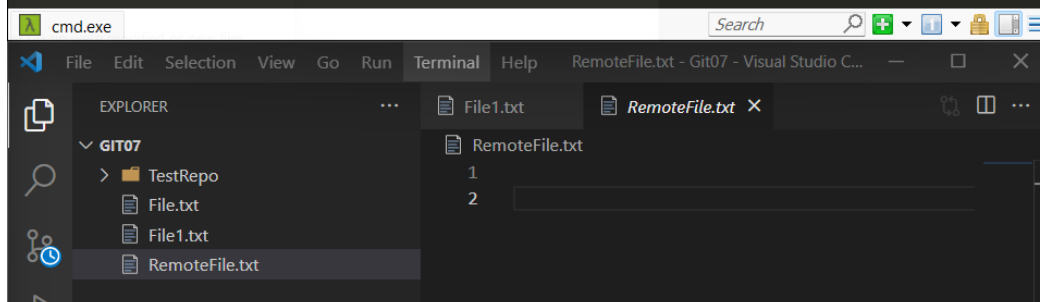 λ cmd.exe Search
File Edit Selection View Go Run Terminal Help RemoteFile.txt - Git07 - Visual Studio C...
EXPLORER ... File1.txt RemoteFile.txt
GIT07 RemoteFile.txt
TestRepo 1
File.txt 2
File1.txt
RemoteFile.txt